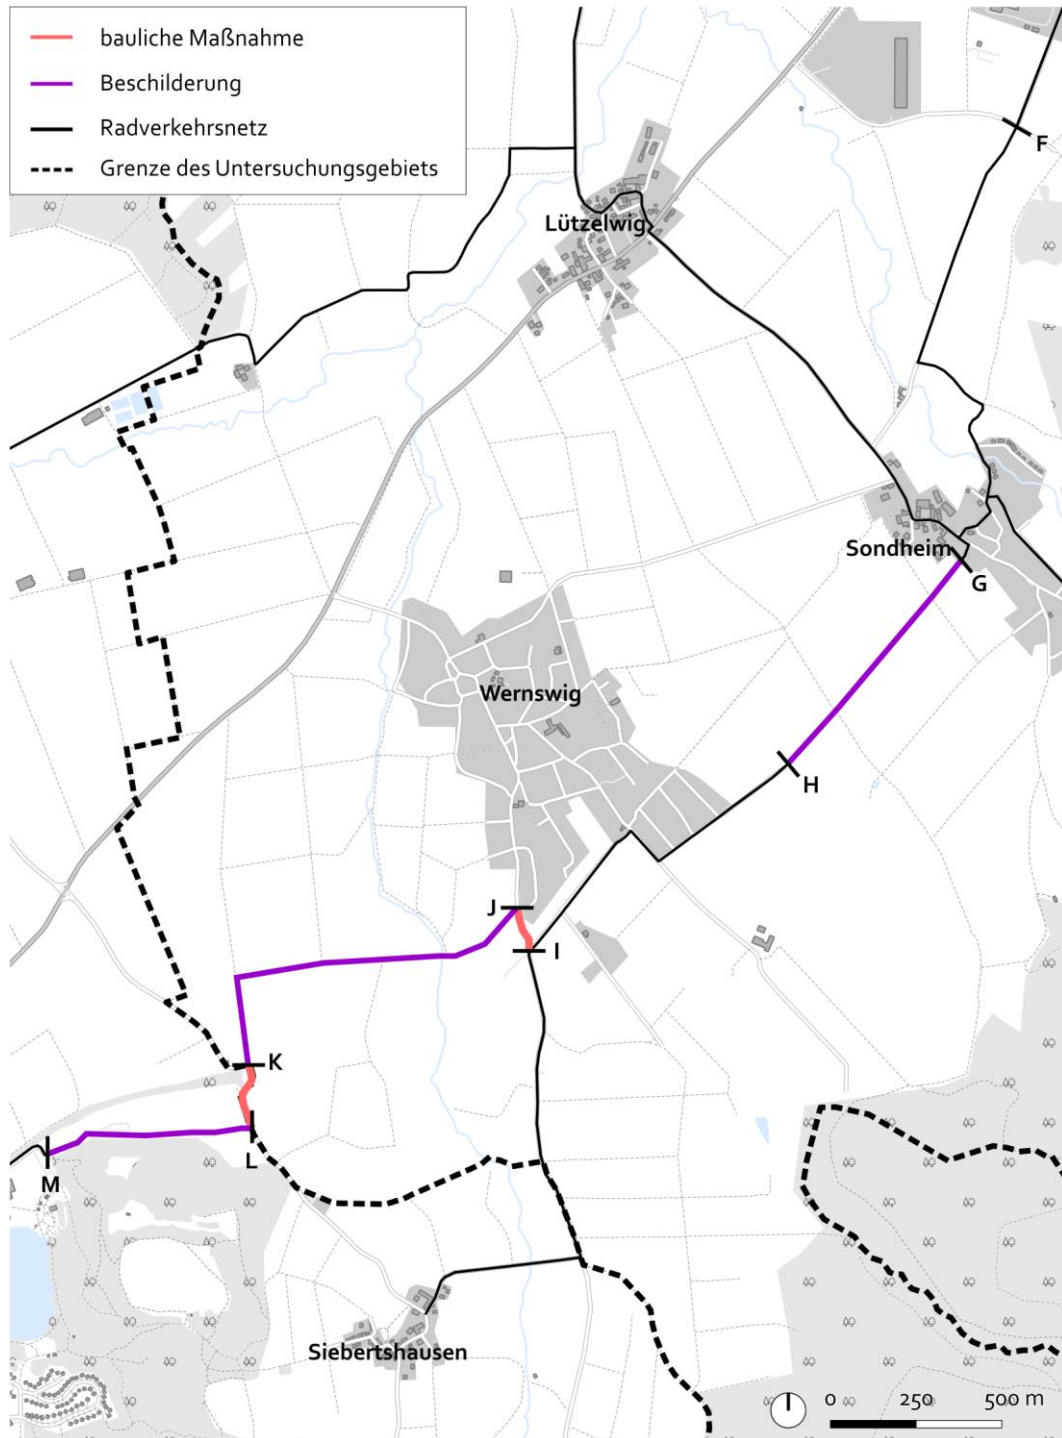 bauliche Maßnahme
Beschilderung
Radverkehrsnetz
Grenze des Untersuchungsgebiets
F
Lützelwig
Sondheim
G
Wernswig
H
J
I
K
L
M
Siebertshausen
0 250 500 m